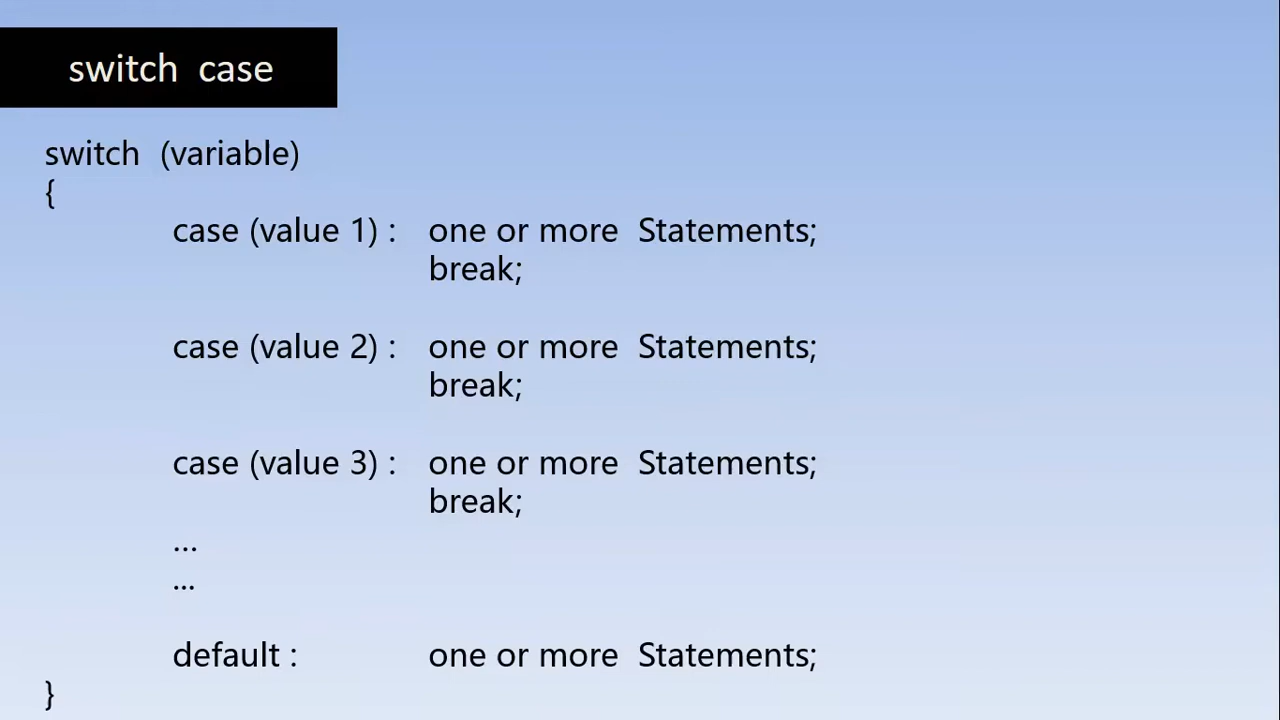 switch case
switch (variable)
{
case (value 1) : one or more Statements;
break;
case (value 2) : one or more Statements;
break;
case (value 3) : one or more Statements;
break;
...
...
default : one or more Statements;
}